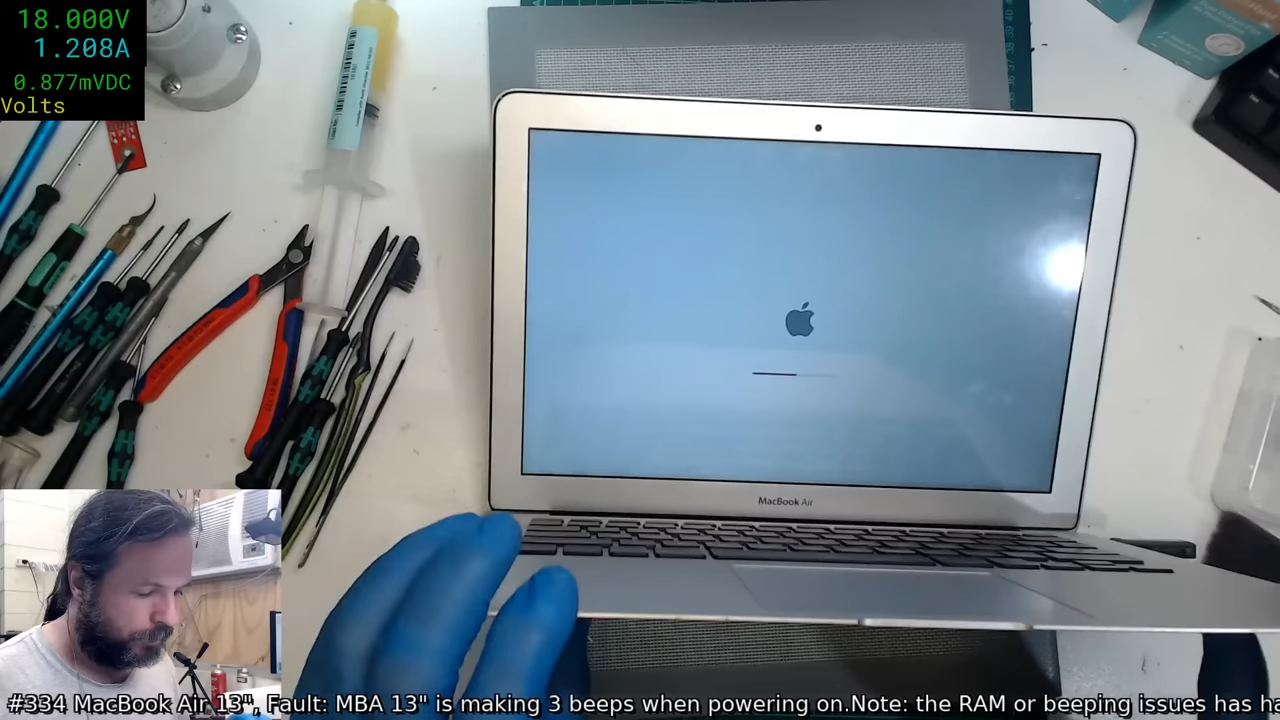 18.000V
1.208A
0.877mVDC
Volts
MacBook Air
#334 MacBook Air 13", Fault: MBA 13" is making 3 beeps when powering on.Note: the RAM or beeping issues has ha